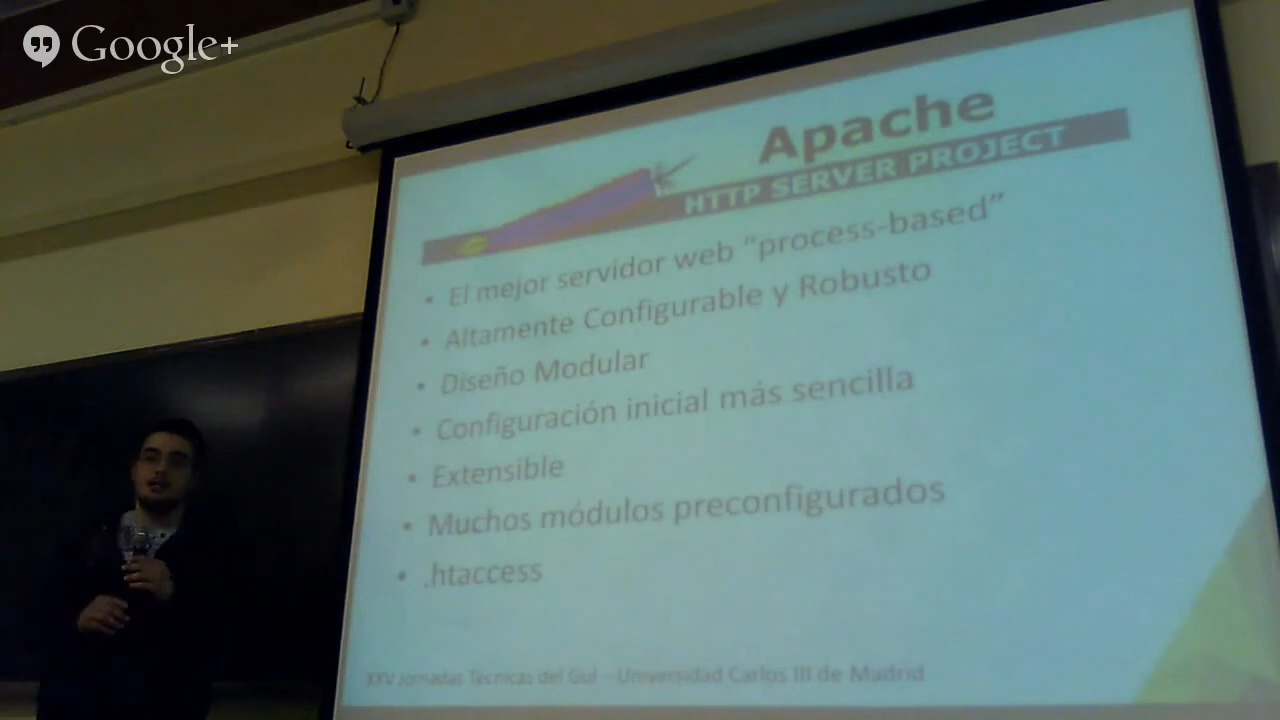 Google+
Apache
HTTP SERVER PROJECT
• El mejor servidor web “process-based”
• Altamente Configurable y Robusto
• Diseño Modular
• Configuración inicial más sencilla
• Extensible
• Muchos módulos preconfigurados
• .htaccess
XXV Jornadas Técnicas del Gul - Universidad Carlos III de Madrid